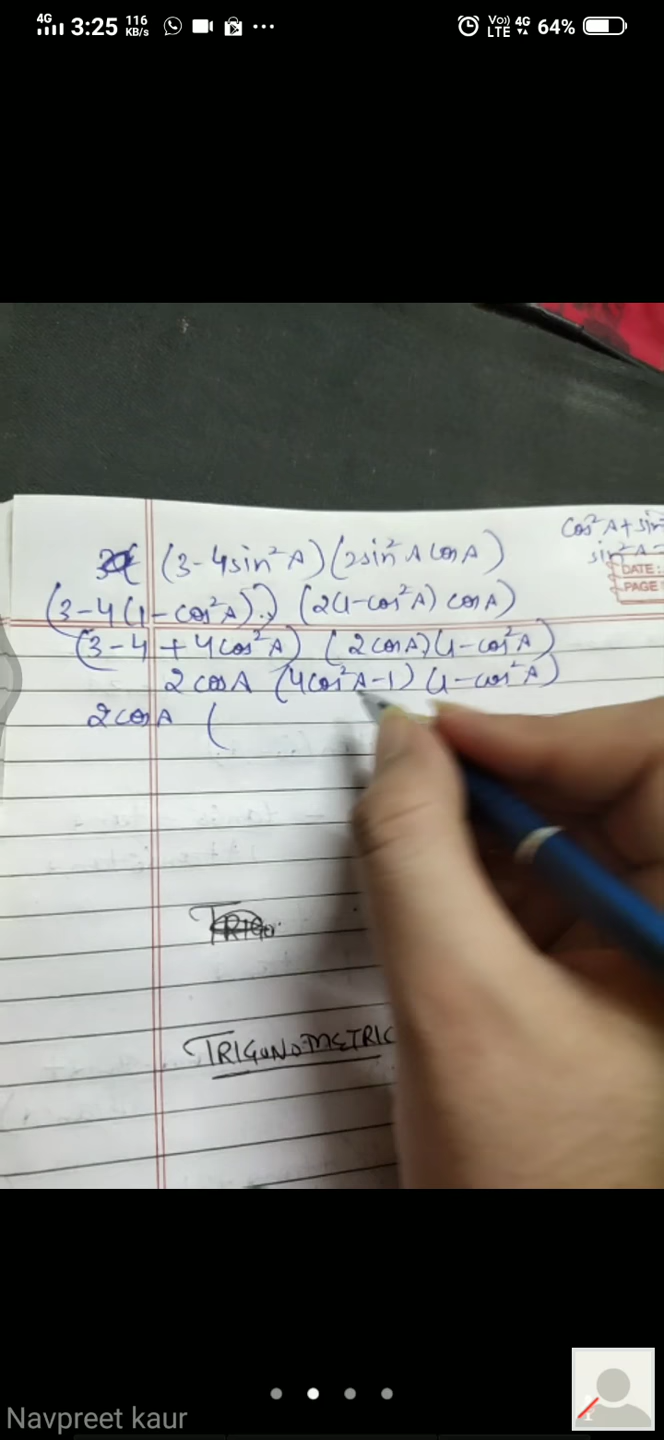 4G 3:25 116 KB/s ... Vo) LTE 4G 64%
cos²A + sin²
sin²A -
DATE:
PAGE
(3-4sin²A)(2sin²A cosA)
(3-4(1-cos²A)) (2(1-cos²A) cosA)
(3-4+4cos²A) (2cosA)(1-cos²A)
2cosA (4cos²A-1) (1-cos²A)
2cosA (
TRIGONOMETRIC
Navpreet kaur